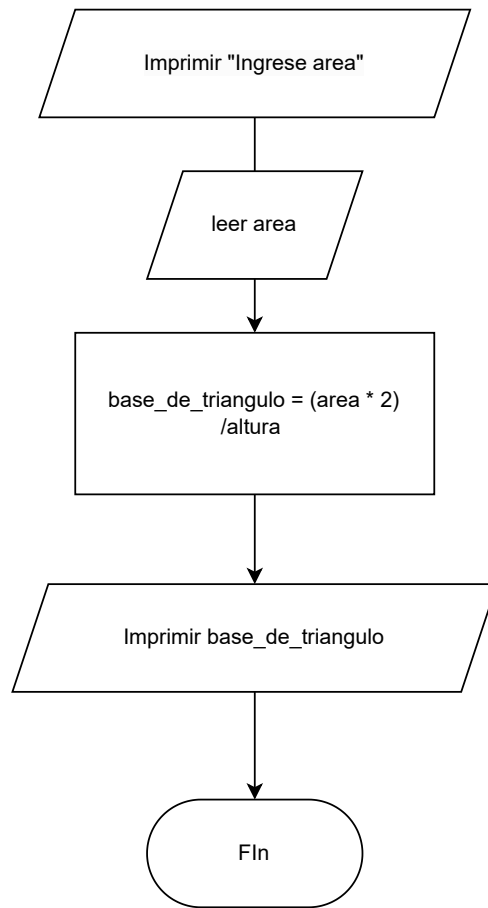 Imprimir "Ingrese area"
leer area
base_de_triangulo = (area * 2)
/altura
Imprimir base_de_triangulo
FIn